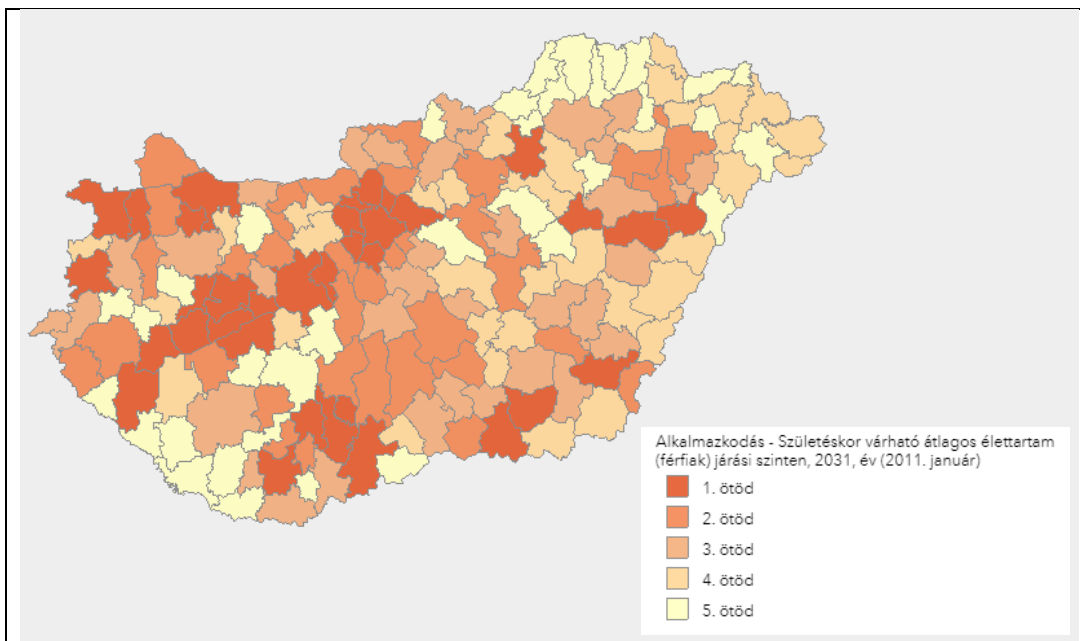 Alkalmazkodás - Születéskor várható átlagos élettartam
(férfiak) járási szinten, 2031, év (2011. január)
1. ötöd
2. ötöd
3. ötöd
4. ötöd
5. ötöd